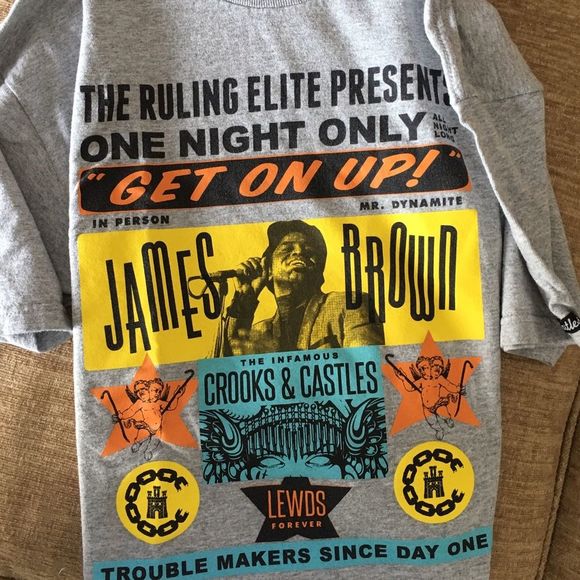 THE RULING ELITE PRESENTS
ONE NIGHT ONLY ALL NIGHT LONG
"GET ON UP!"
IN PERSON MR. DYNAMITE
JAMES BROWN
THE INFAMOUS
CROOKS & CASTLES
LEWDS
FOREVER
TROUBLE MAKERS SINCE DAY ONE